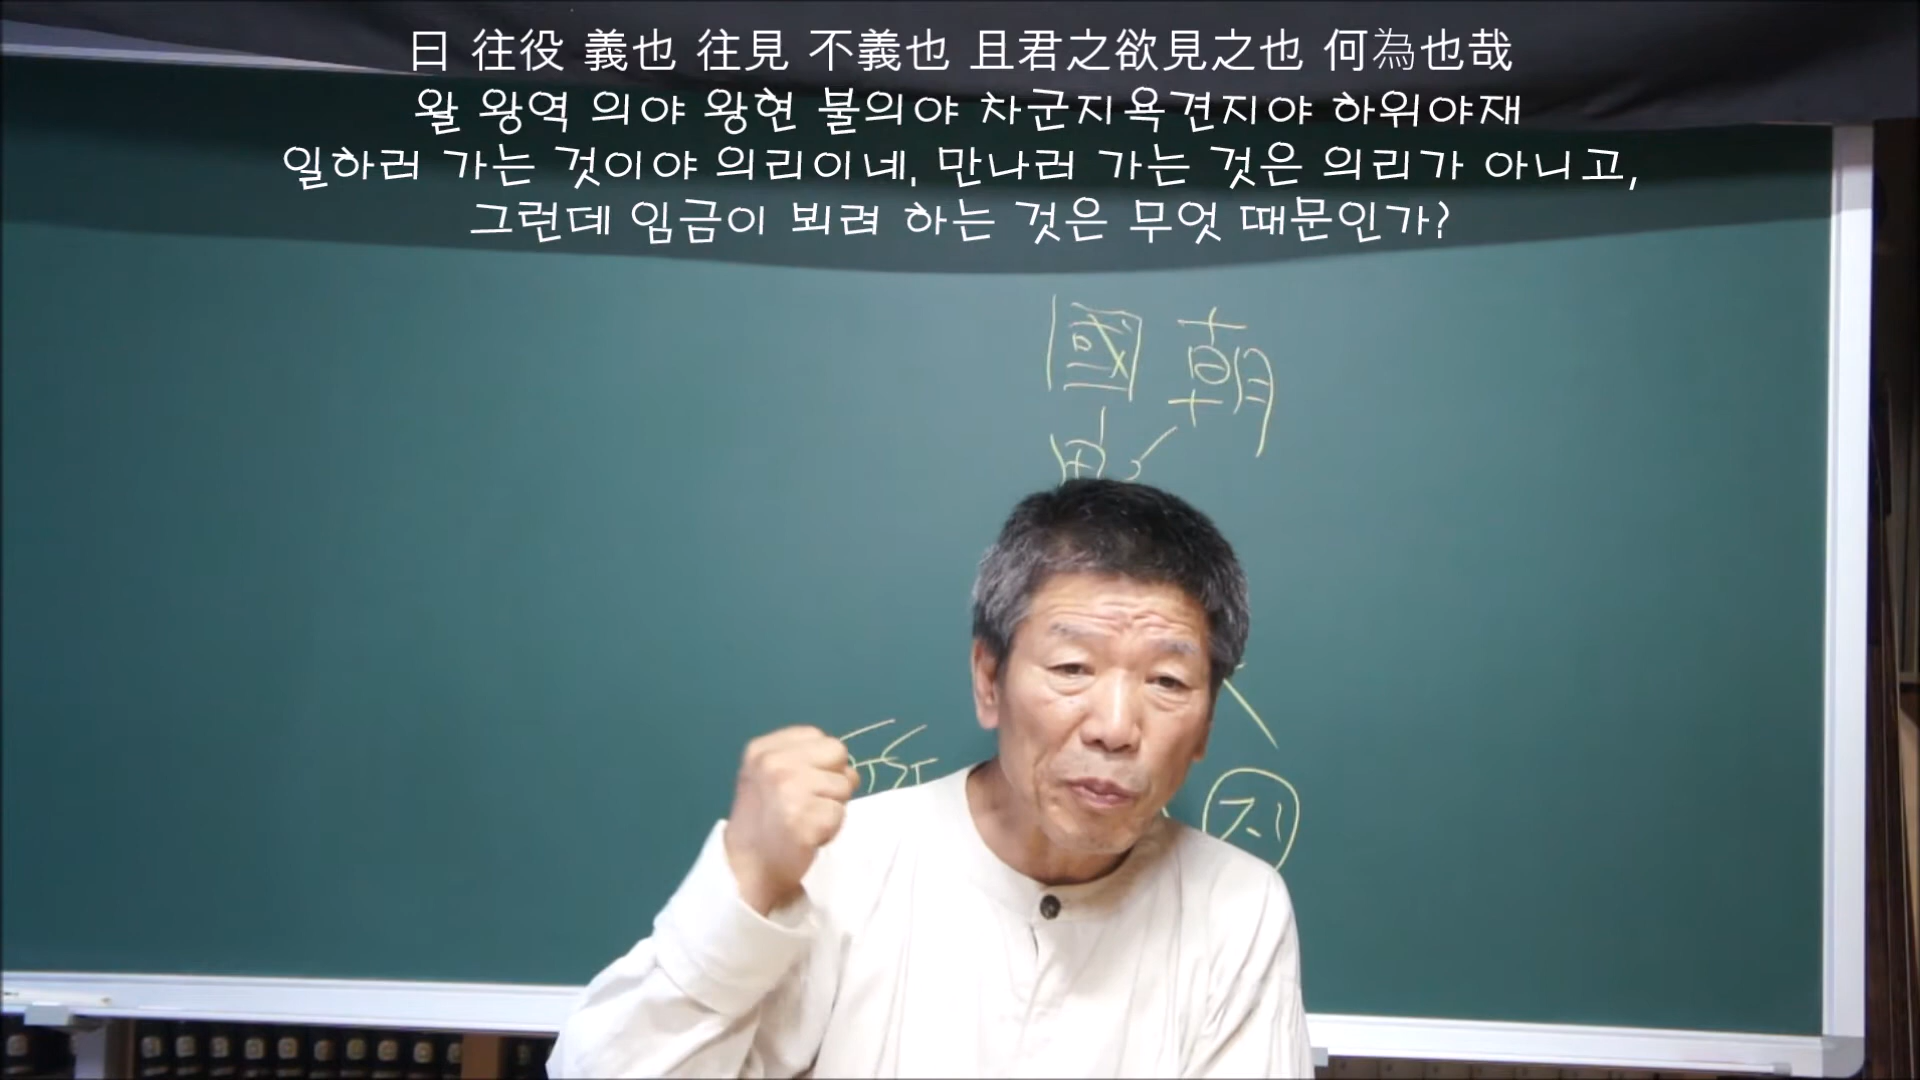 曰 往役 義也 往見 不義也 且君之欲見之也 何為也哉
왈 왕역 의야 왕현 불의야 차군지욕견지야 하위야재
일하러 가는 것이야 의리이네. 만나러 가는 것은 의리가 아니고,
그런데 임금이 뵈려 하는 것은 무엇 때문인가?
國 朝
지